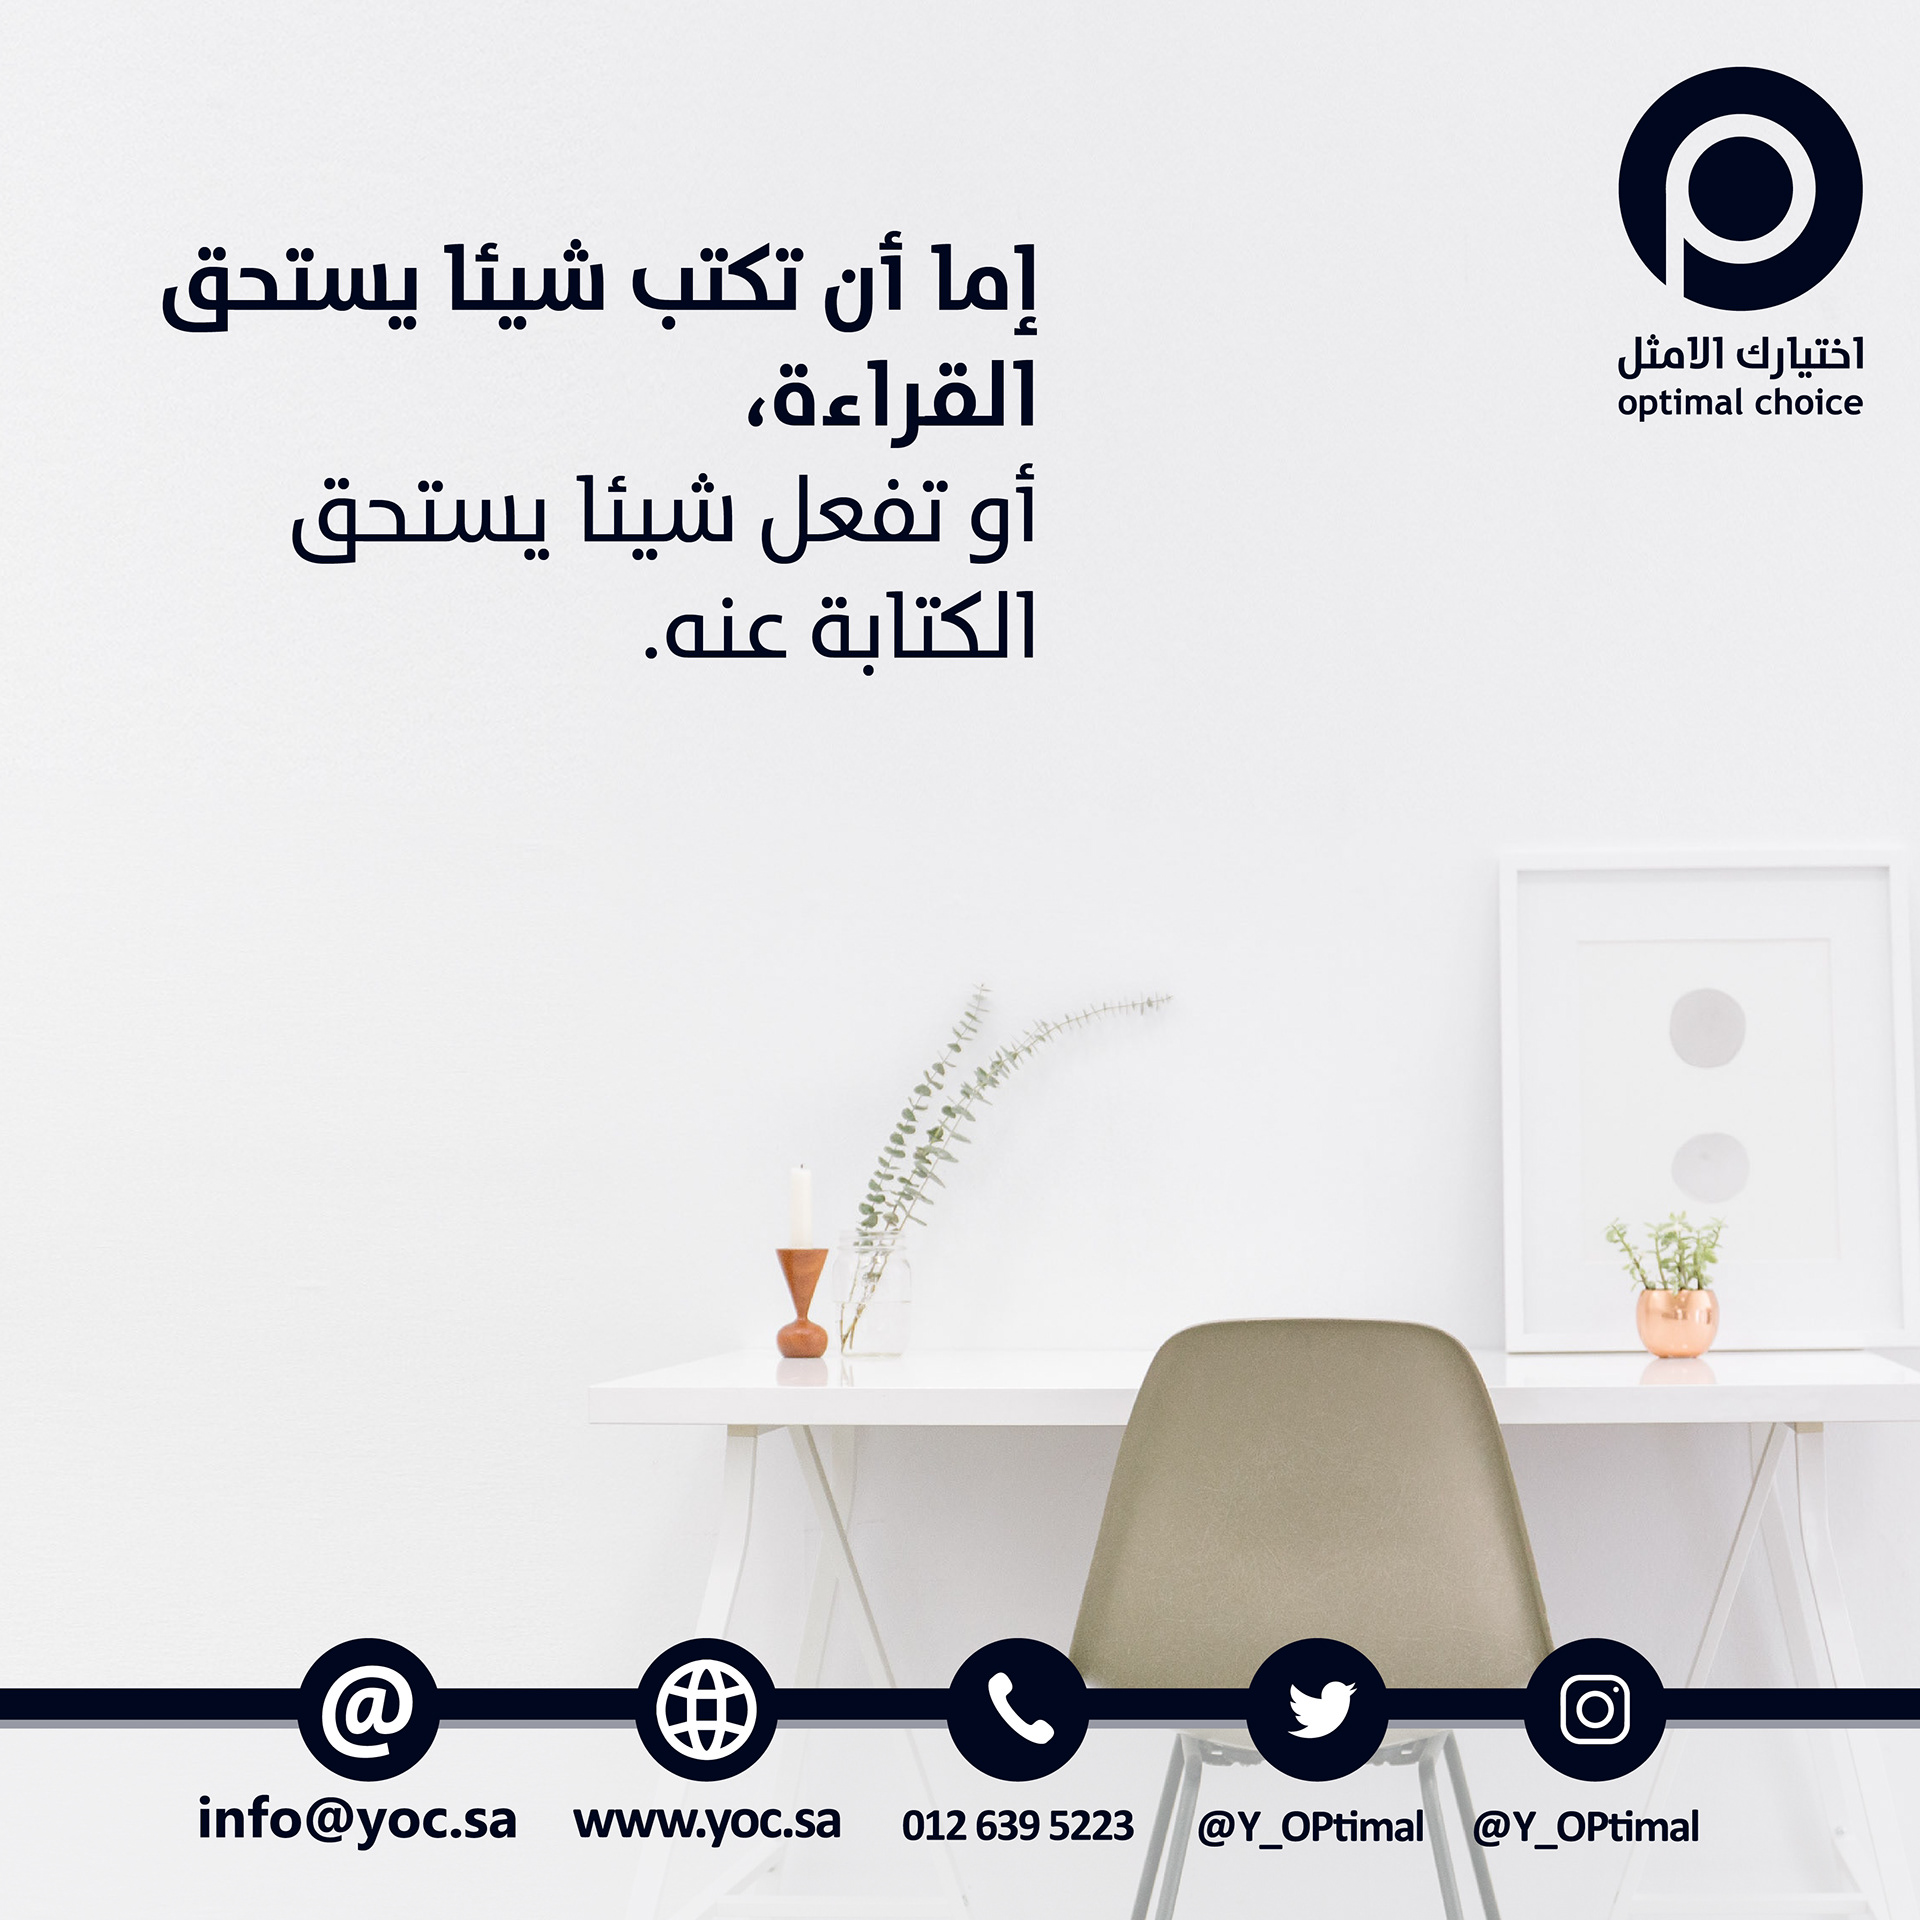 إما أن تكتب شيئا يستحق
القراءة،
أو تفعل شيئا يستحق
الكتابة عنه.
اختيارك الامثل
optimal choice
info@yoc.sa
www.yoc.sa
012 639 5223
@Y_OPtimal
@Y_OPtimal